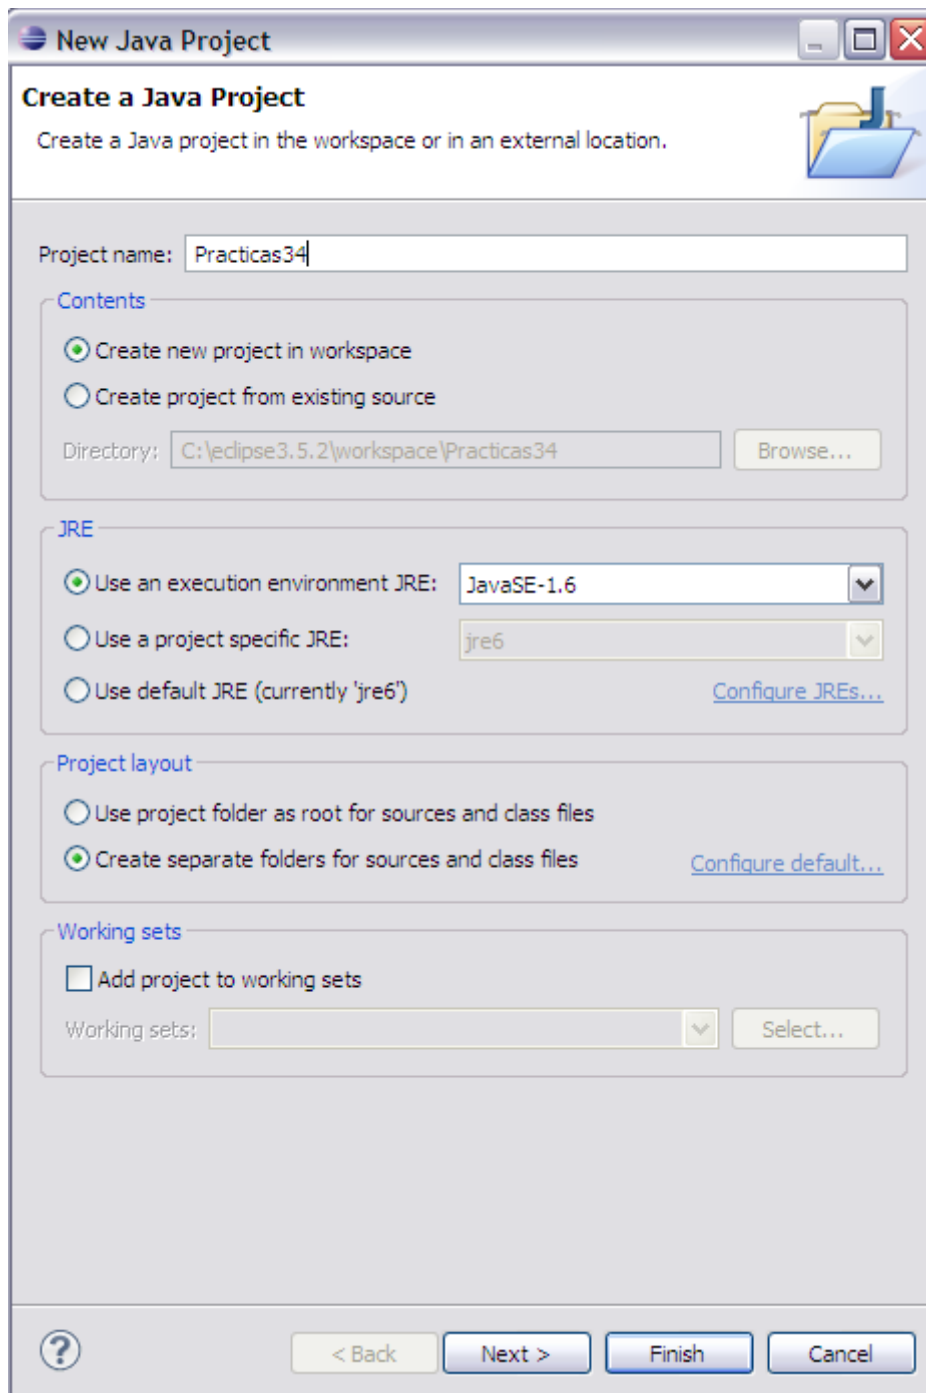 New Java Project
Create a Java Project
Create a Java project in the workspace or in an external location.
Project name: Practicas34
Contents
Create new project in workspace
Create project from existing source
Directory: C:\eclipse3.5.2\workspace\Practicas34 Browse...
JRE
Use an execution environment JRE: JavaSE-1.6
Use a project specific JRE: jre6
Use default JRE (currently 'jre6') Configure JREs...
Project layout
Use project folder as root for sources and class files
Create separate folders for sources and class files Configure default...
Working sets
Add project to working sets
Working sets: Select...
? < Back Next > Finish Cancel